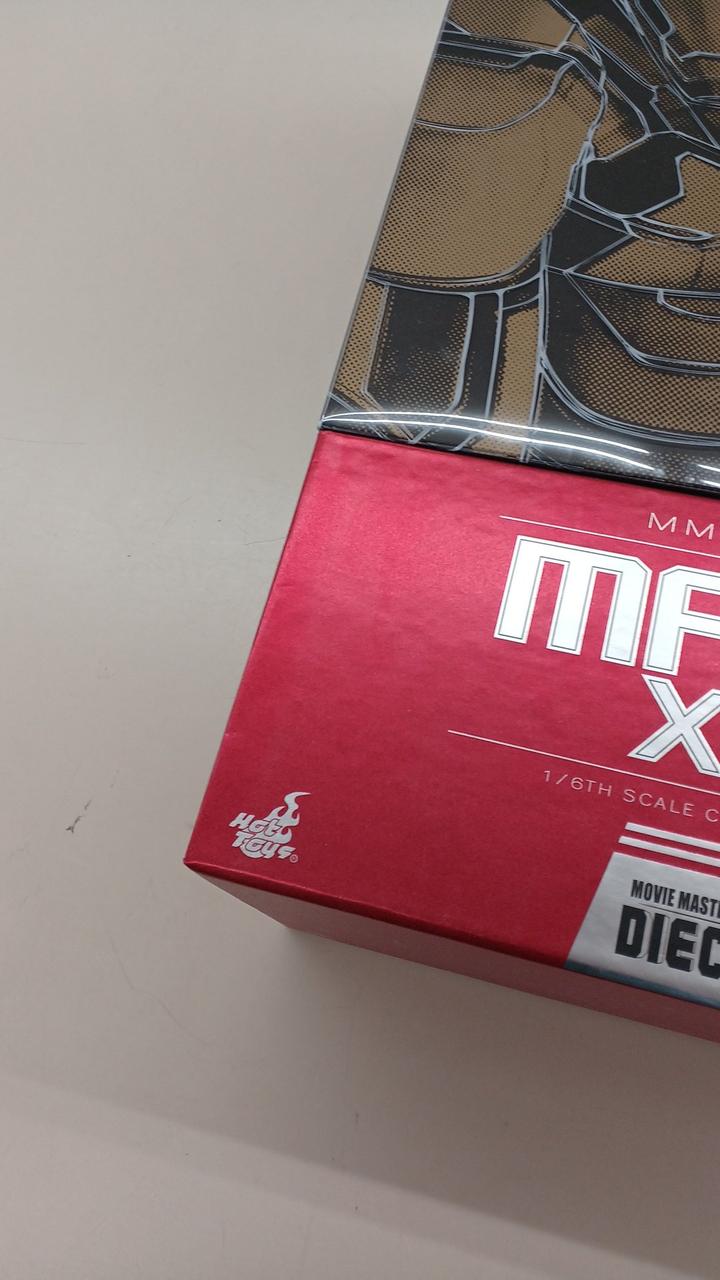 MM
MA
X
1/6TH SCALE C
Hot
Toys®
MOVIE MAST
DIEC